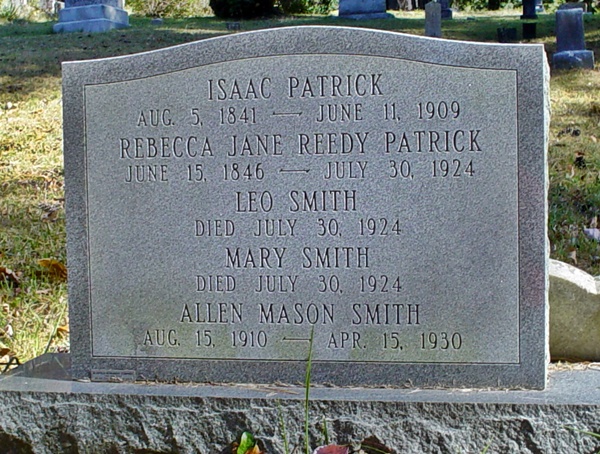 ISAAC PATRICK
AUG. 5, 1841 — JUNE 11, 1909
REBECCA JANE REEDY PATRICK
JUNE 15, 1846 — JULY 30, 1924
LEO SMITH
DIED JULY 30, 1924
MARY SMITH
DIED JULY 30, 1924
ALLEN MASON SMITH
AUG. 15, 1910 — APR. 15, 1930